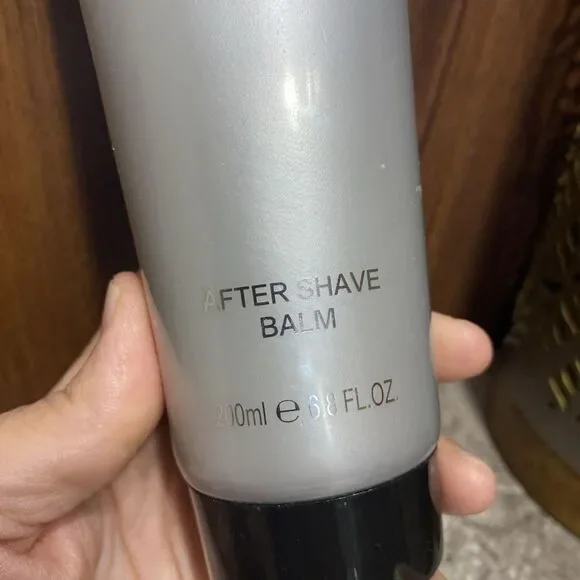 AFTER SHAVE
BALM
200ml ℮ 6.8 FL.OZ.